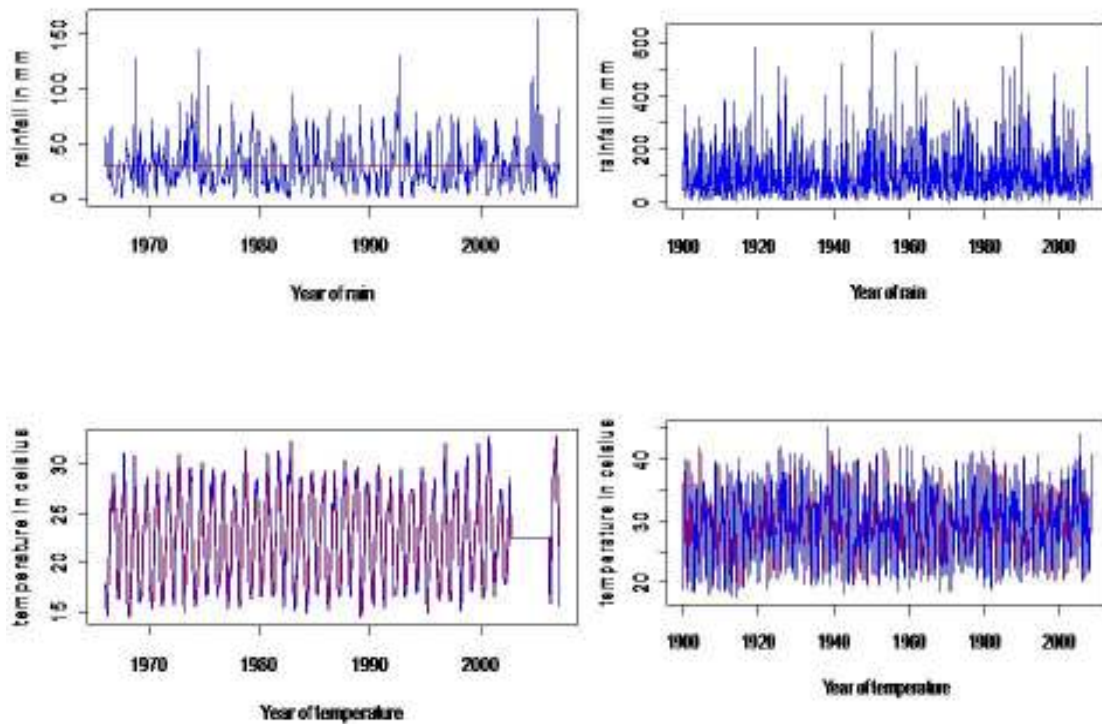 rainfall in mm
150
100
50
0
1970 1980 1990 2000
Year of rain
rainfall in mm
600
400
200
0
1900 1920 1940 1960 1980 2000
Year of rain
temperature in celsius
30
25
20
15
1970 1980 1990 2000
Year of temperature
temperature in celsius
40
30
20
1900 1920 1940 1960 1980 2000
Year of temperature